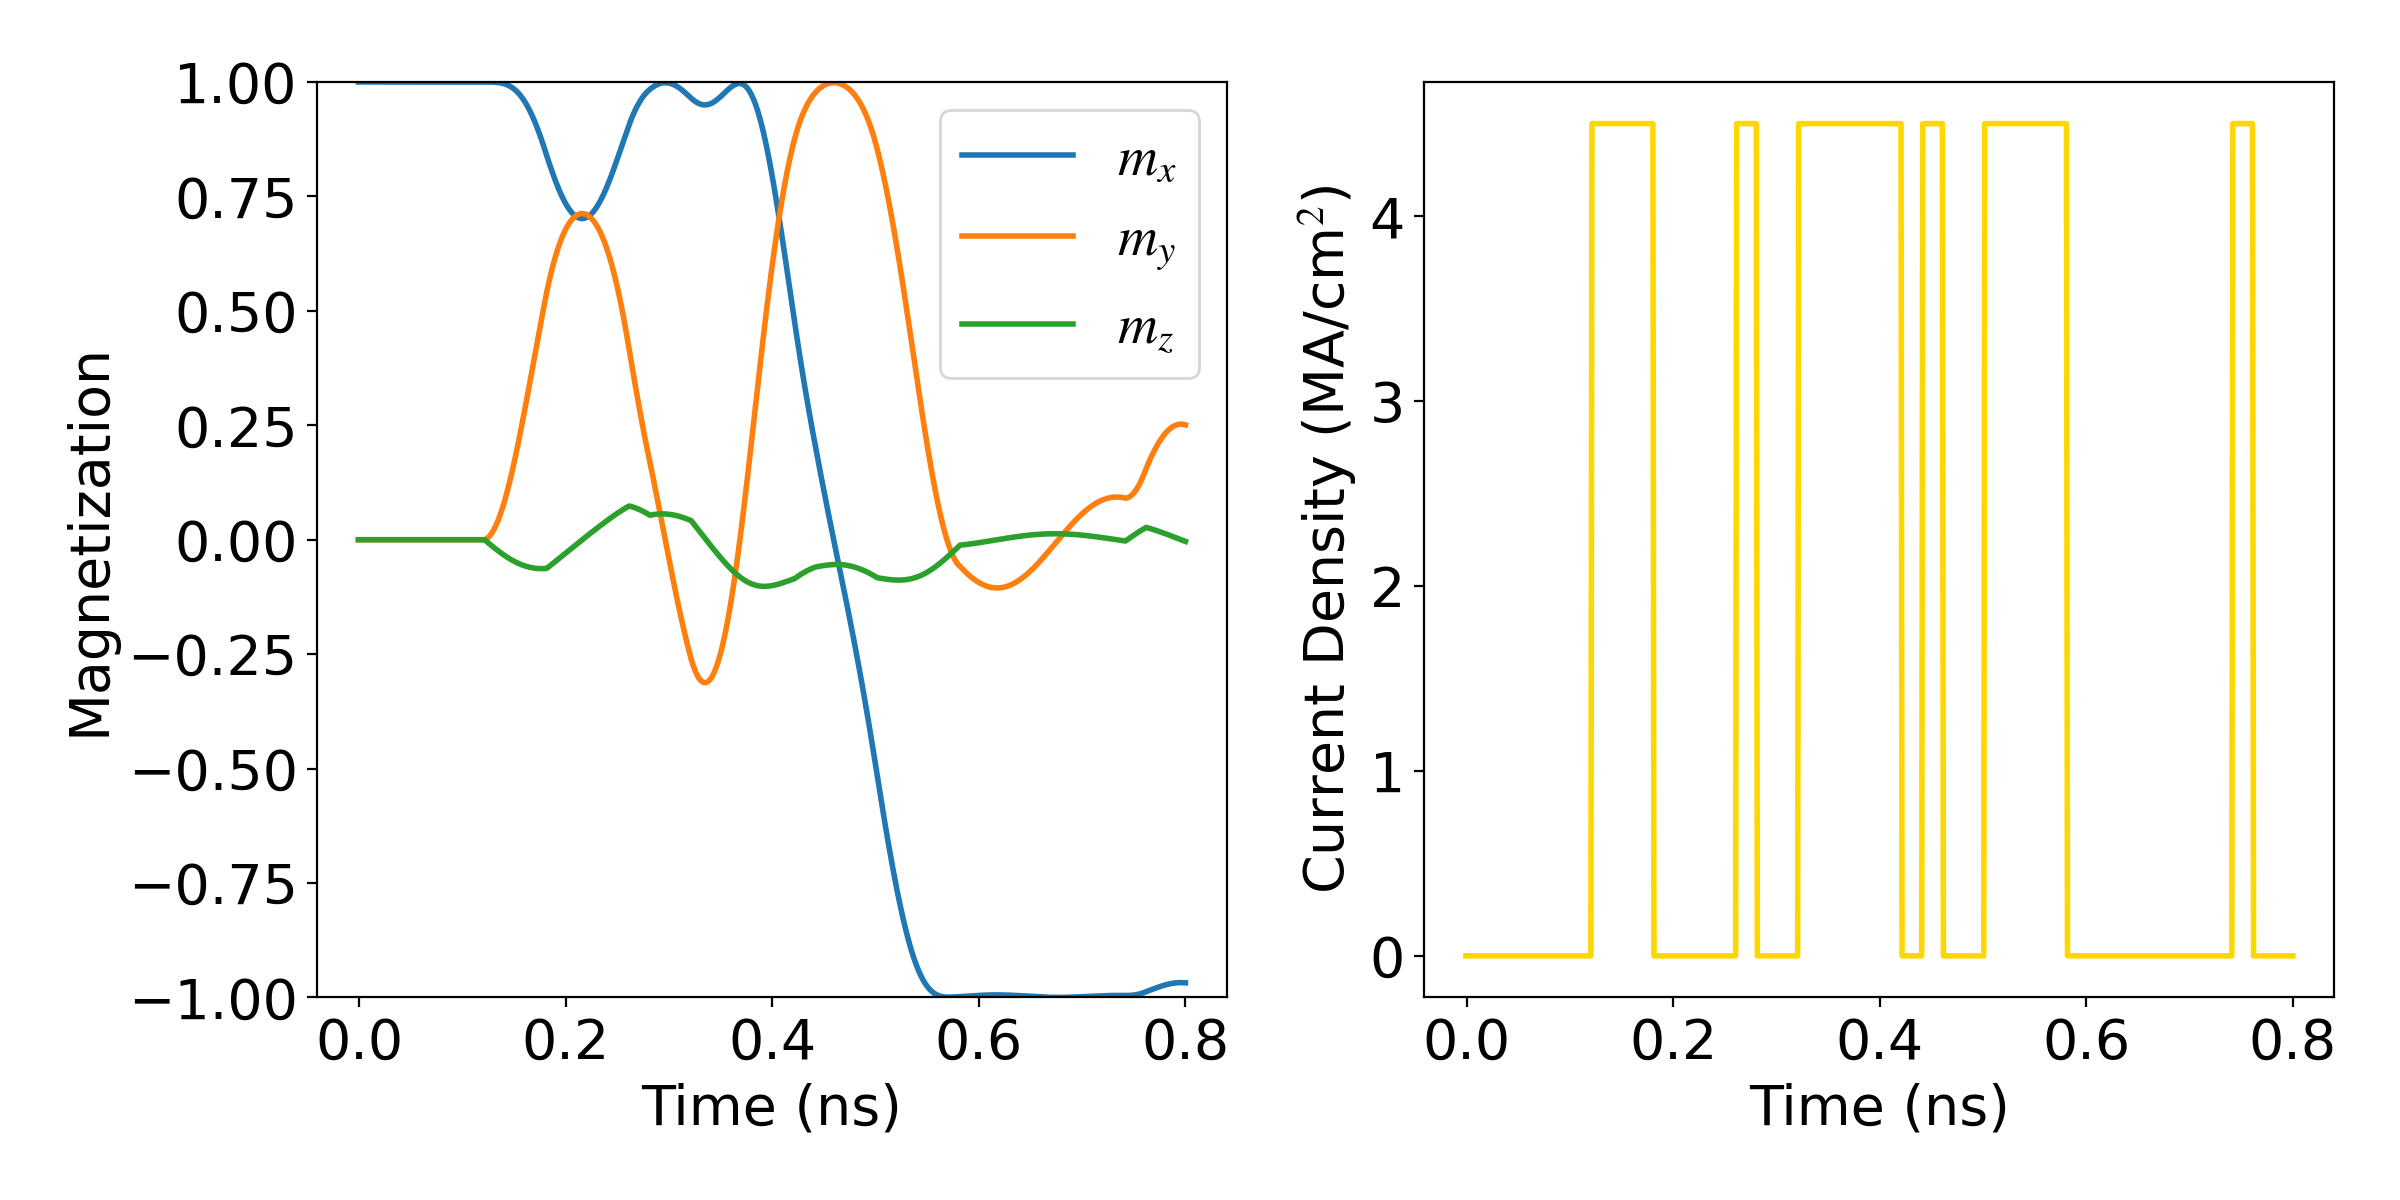 Magnetization
1.00
0.75
0.50
0.25
0.00
−0.25
−0.50
−0.75
−1.00
0.0 0.2 0.4 0.6 0.8
Time (ns)
m_x
m_y
m_z
Current Density (MA/cm²)
4
3
2
1
0
0.0 0.2 0.4 0.6 0.8
Time (ns)